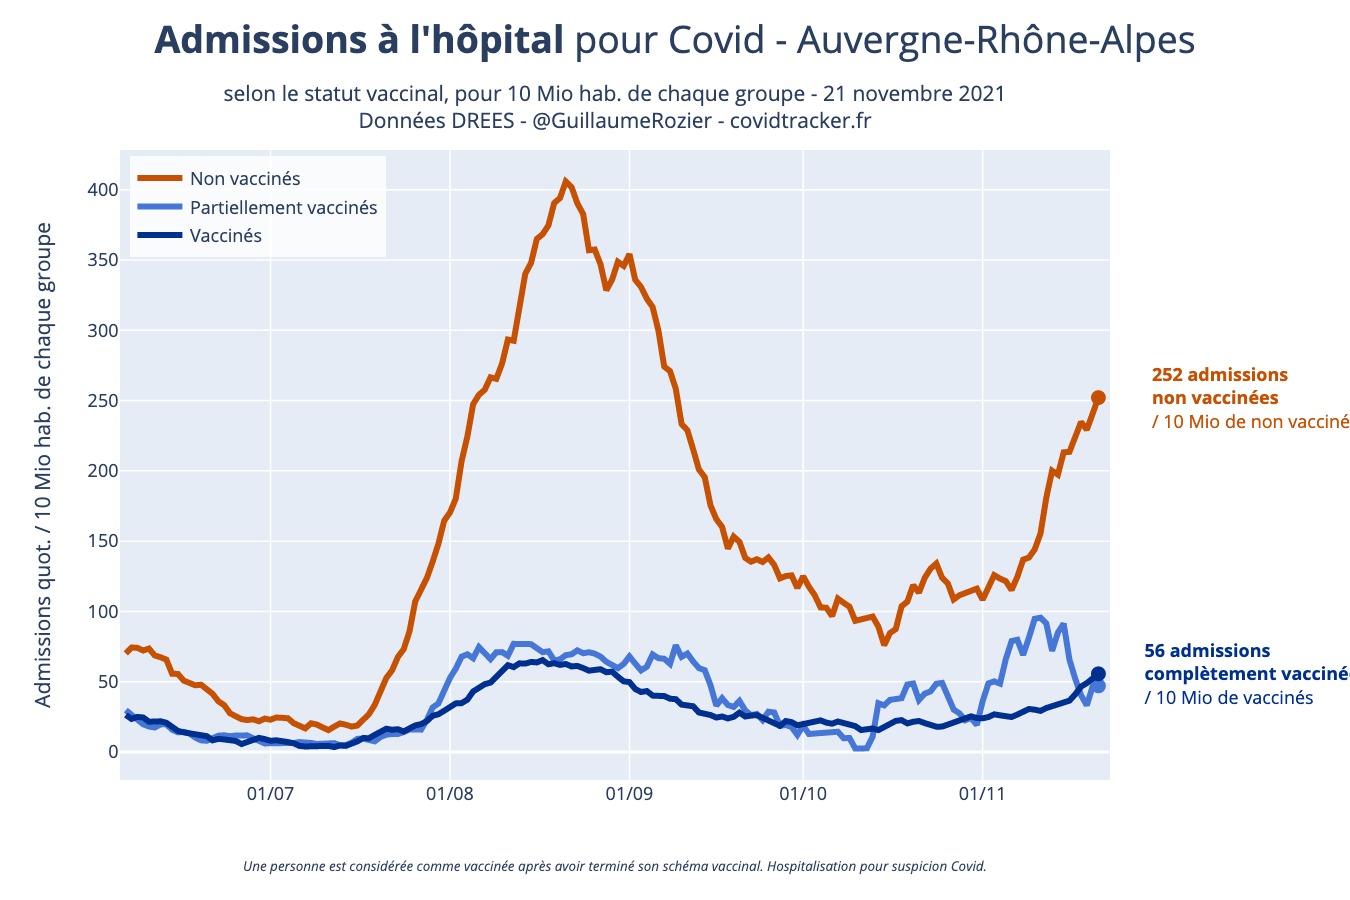 Admissions à l'hôpital pour Covid - Auvergne-Rhône-Alpes
selon le statut vaccinal, pour 10 Mio hab. de chaque groupe - 21 novembre 2021
Données DREES - @GuillaumeRozier - covidtracker.fr
Non vaccinés
Partiellement vaccinés
Vaccinés
Admissions quot. / 10 Mio hab. de chaque groupe
400
350
300
250
200
150
100
50
0
01/07
01/08
01/09
01/10
01/11
252 admissions
non vaccinées
/ 10 Mio de non vacciné
56 admissions
complètement vacciné
/ 10 Mio de vaccinés
Une personne est considérée comme vaccinée après avoir terminé son schéma vaccinal. Hospitalisation pour suspicion Covid.